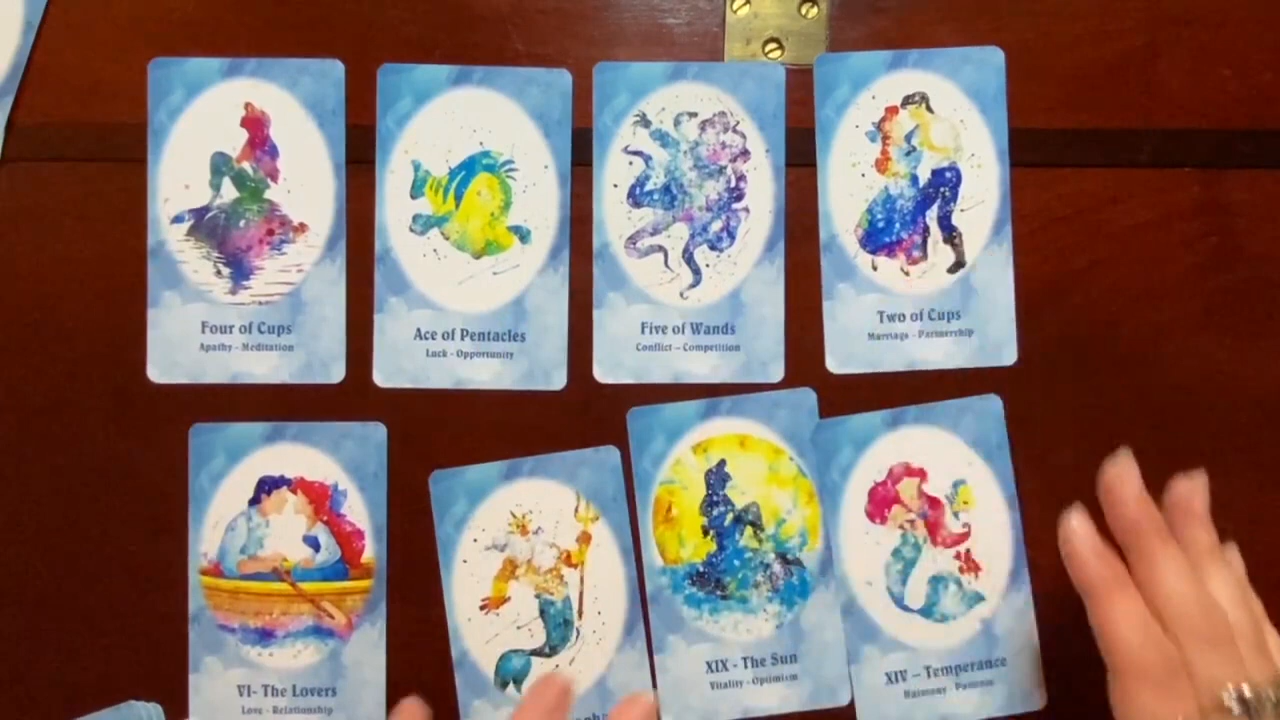 Four of Cups
Apathy - Meditation
Ace of Pentacles
Luck - Opportunity
Five of Wands
Conflict – Competition
Two of Cups
Marriage - Partnership
VI- The Lovers
Love - Relationship
XIX - The Sun
Vitality - Optimism
XIV – Temperance
Harmony -